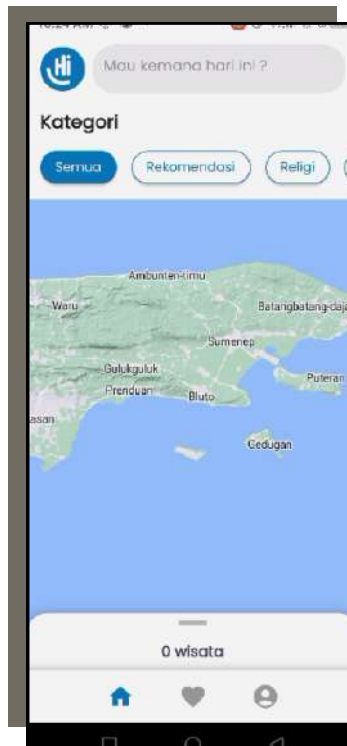 Hi
Mau kemana hari ini ?
Kategori
Semua Rekomendasi Religi
Ambunten-timu
Waru
Batangbatang-daja
Sumenep
Gulukguluk
Puteran
Prenduan
Bluto
asan
Gedugan
0 wisata